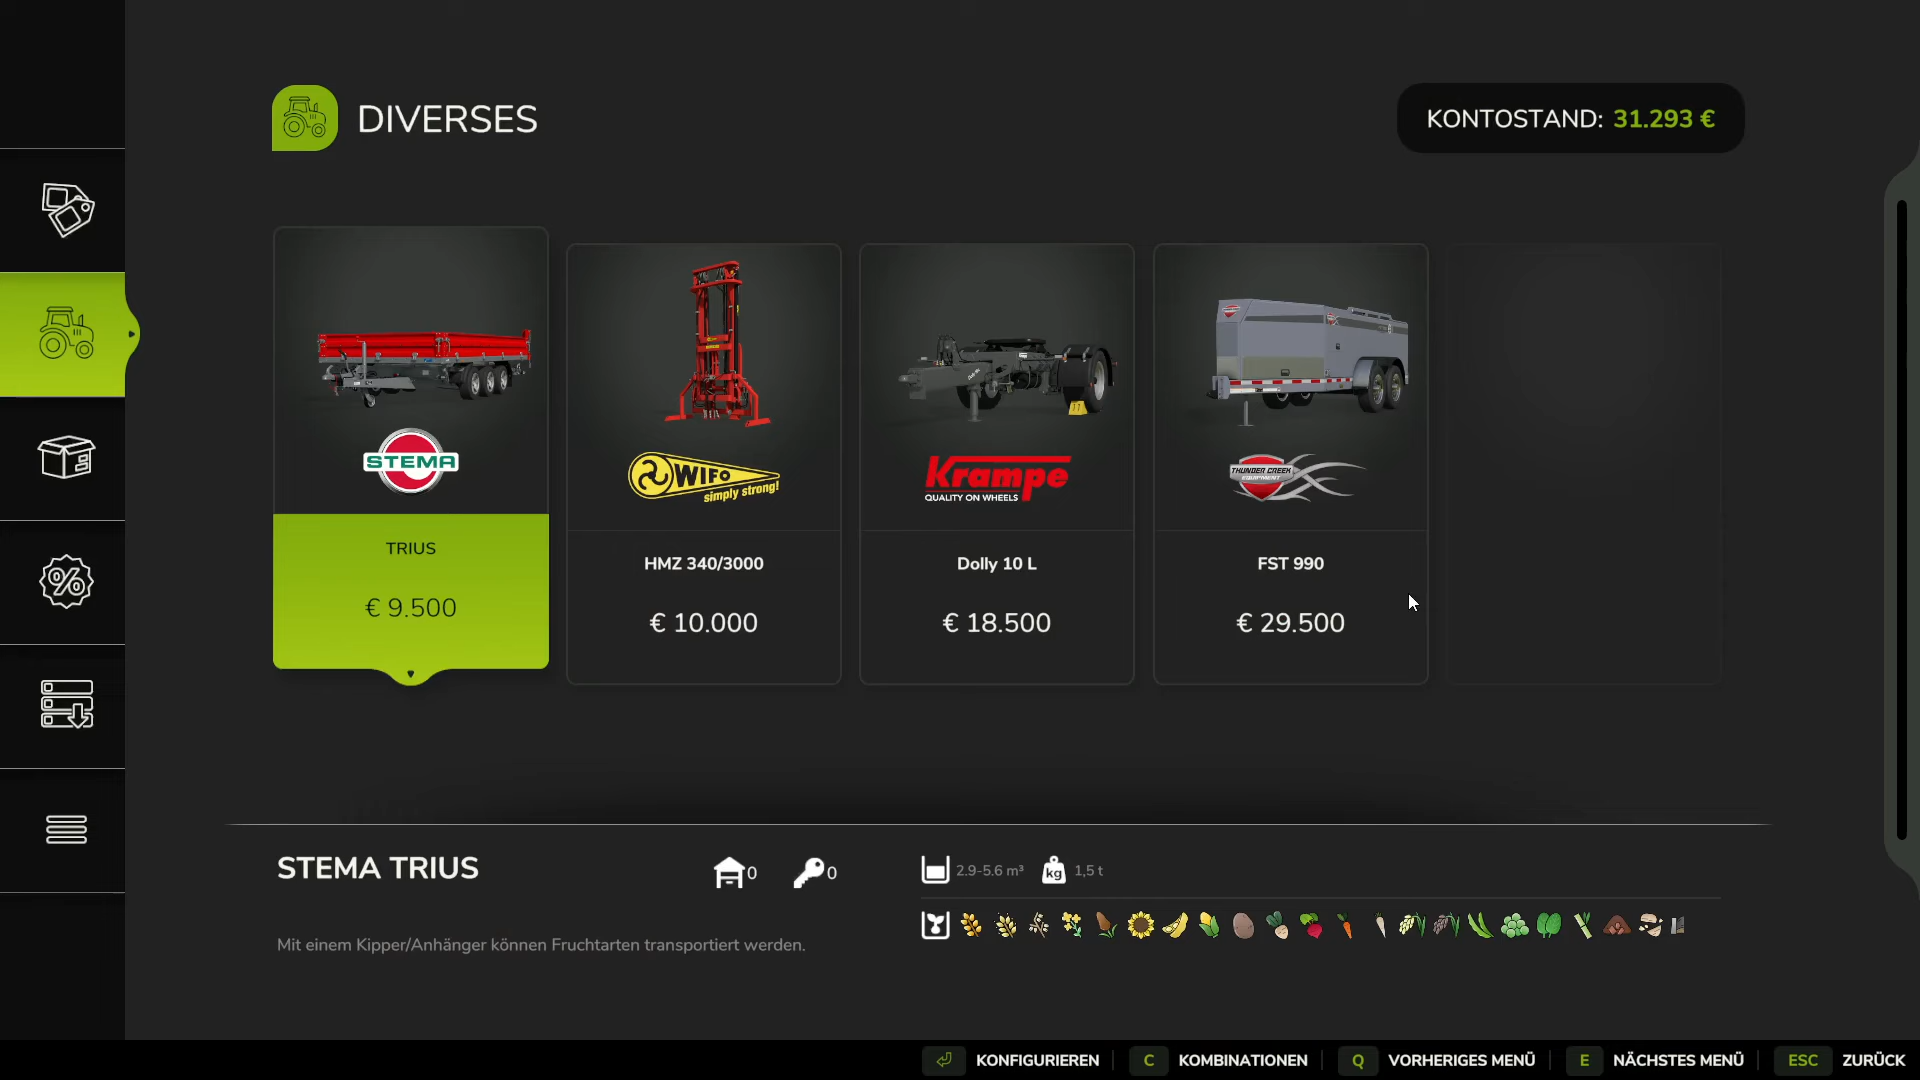 DIVERSES
KONTOSTAND: 31.293 €
STEMA
WIFO
simply strong!
Krampe
QUALITY ON WHEELS
THUNDER CREEK
EQUIPMENT
TRIUS
€ 9.500
HMZ 340/3000
€ 10.000
Dolly 10 L
€ 18.500
FST 990
€ 29.500
STEMA TRIUS
0
0
2.9-5.6 m³
kg
1,5 t
Mit einem Kipper/Anhänger können Fruchtarten transportiert werden.
KONFIGURIEREN
C KOMBINATIONEN
Q VORHERIGES MENÜ
E NÄCHSTES MENÜ
ESC ZURÜCK